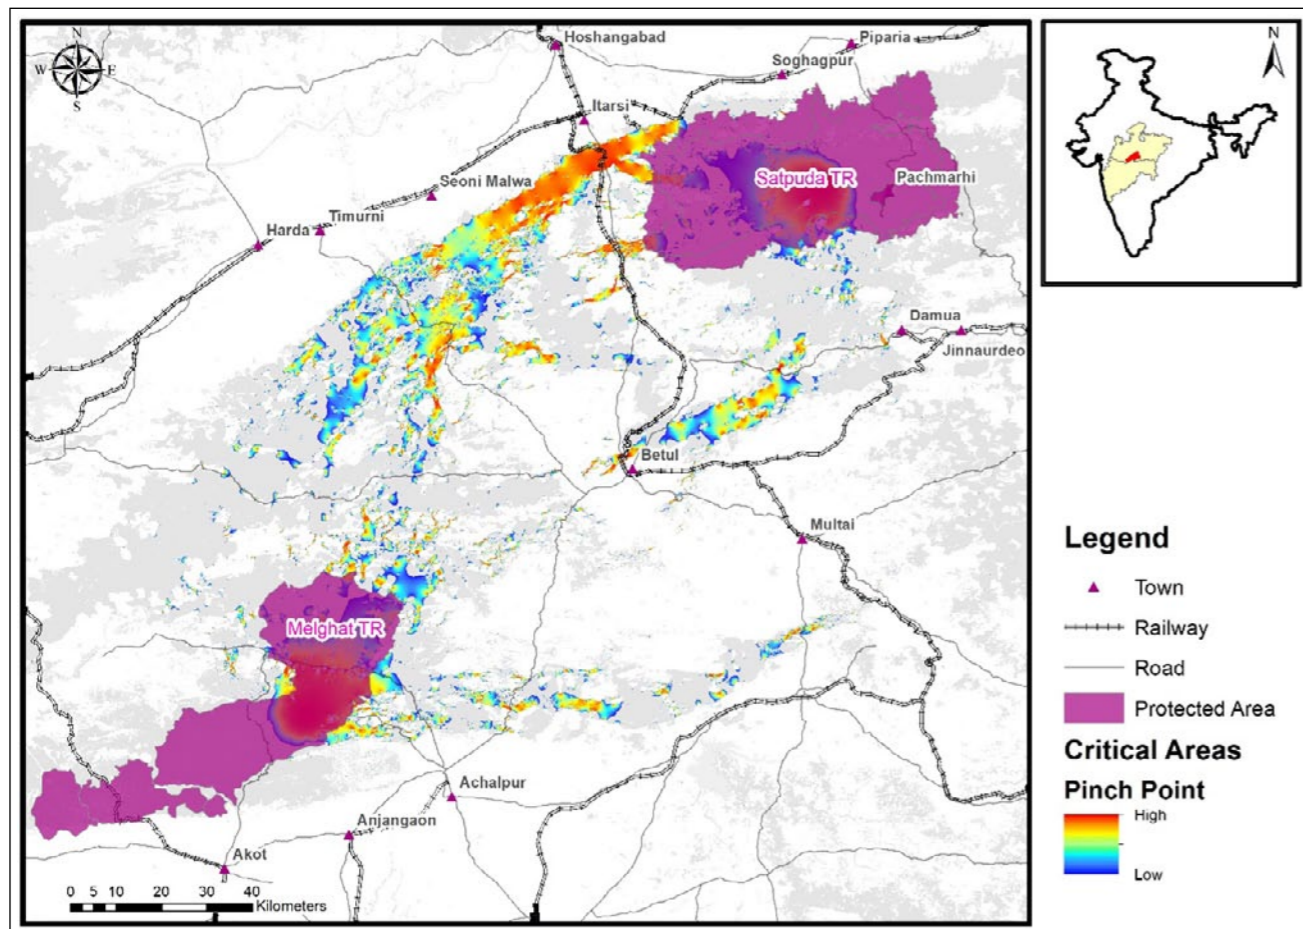 N
W E
S
Hoshangabad
Piparia
Soghagpur
Itarsi
Seoni Malwa
Satpuda TR
Pachmarhi
Timurni
Harda
Damua
Jinnaurdeo
Betul
Multai
Melghat TR
Achalpur
Anjangaon
Akot
0 5 10 20 30 40
Kilometers
N
Legend
Town
Railway
Road
Protected Area
Critical Areas
Pinch Point
High
Low